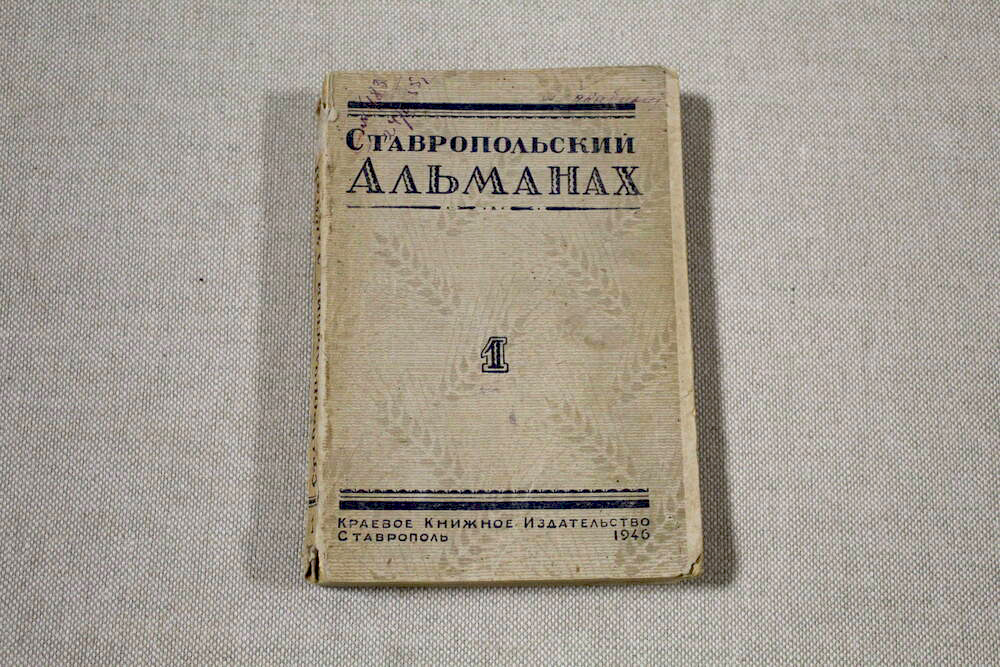 Ставропольский
Альманах
1
Краевое Книжное Издательство
Ставрополь 1946